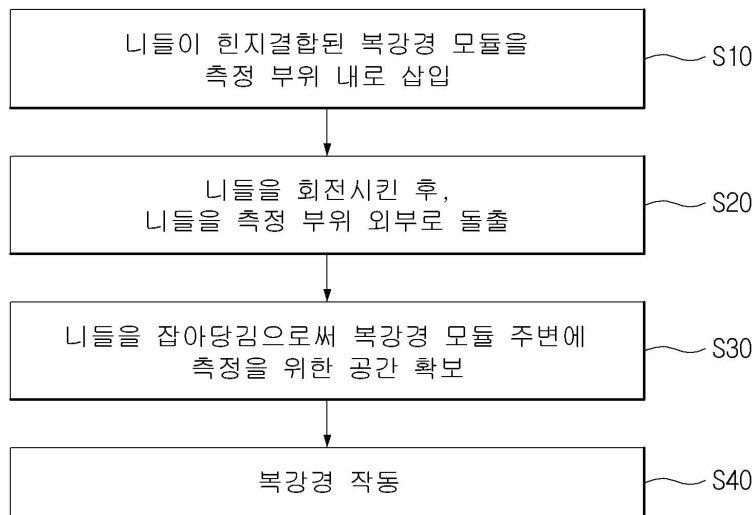 니들이 힌지결합된 복강경 모듈을
측정 부위 내로 삽입
S10
니들을 회전시킨 후,
니들을 측정 부위 외부로 돌출
S20
니들을 잡아당김으로써 복강경 모듈 주변에
측정을 위한 공간 확보
S30
복강경 작동
S40